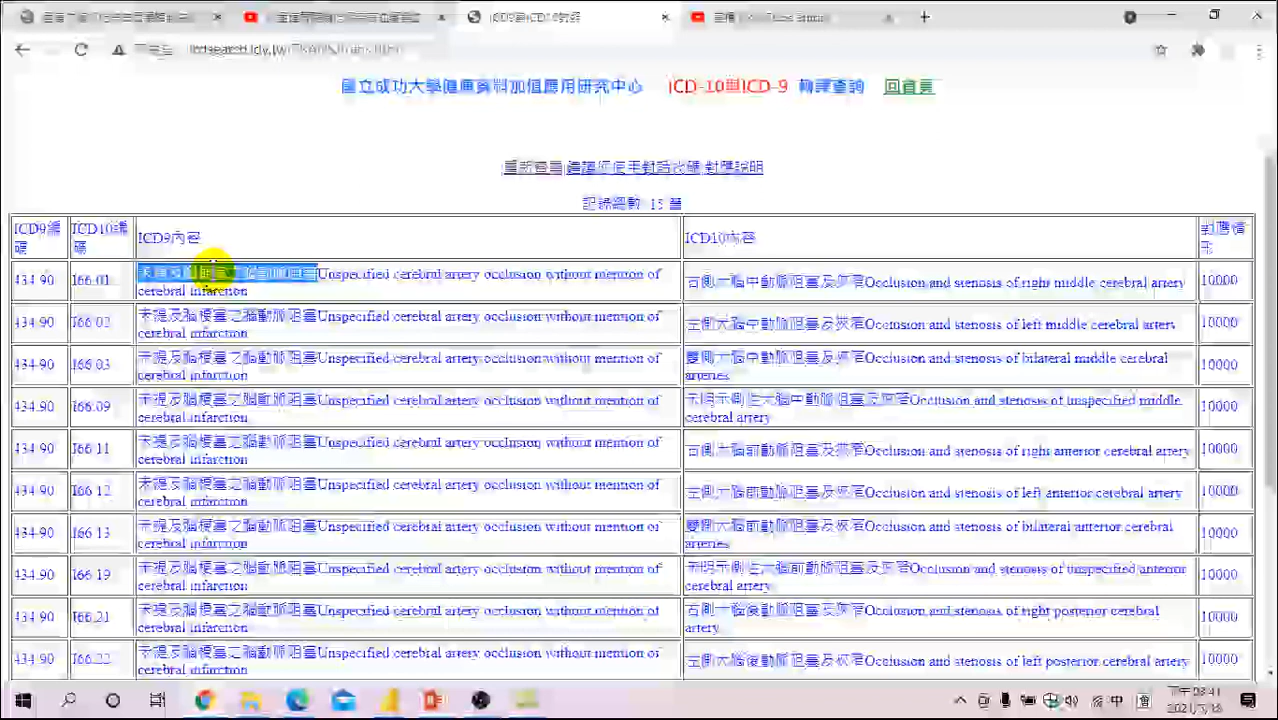 國立成功大學健康資料加值應用研究中心 ICD-10與ICD-9 轉譯查詢 回首頁
重新查詢 建議您使用對話必確 對應說明
記錄總數 15 筆
ICD9編碼 ICD10編碼 ICD9內容 ICD10內容 對應情形
434.90 I66.01 Unspecified cerebral artery occlusion without mention of cerebral infarction 右側大腦中動脈阻塞及狹窄Occlusion and stenosis of right middle cerebral artery 10000
434.90 I66.02 未提及腦梗塞之腦動脈阻塞Unspecified cerebral artery occlusion without mention of cerebral infarction 左側大腦中動脈阻塞及狹窄Occlusion and stenosis of left middle cerebral artery 10000
434.90 I66.03 未提及腦梗塞之腦動脈阻塞Unspecified cerebral artery occlusion without mention of cerebral infarction 雙側大腦中動脈阻塞及狹窄Occlusion and stenosis of bilateral middle cerebral arteries 10000
434.90 I66.09 未提及腦梗塞之腦動脈阻塞Unspecified cerebral artery occlusion without mention of cerebral infarction 未明示側性大腦中動脈阻塞及狹窄Occlusion and stenosis of unspecified middle cerebral artery 10000
434.90 I66.11 未提及腦梗塞之腦動脈阻塞Unspecified cerebral artery occlusion without mention of cerebral infarction 右側大腦前動脈阻塞及狹窄Occlusion and stenosis of right anterior cerebral artery 10000
434.90 I66.12 未提及腦梗塞之腦動脈阻塞Unspecified cerebral artery occlusion without mention of cerebral infarction 左側大腦前動脈阻塞及狹窄Occlusion and stenosis of left anterior cerebral artery 10000
434.90 I66.13 未提及腦梗塞之腦動脈阻塞Unspecified cerebral artery occlusion without mention of cerebral infarction 雙側大腦前動脈阻塞及狹窄Occlusion and stenosis of bilateral anterior cerebral arteries 10000
434.90 I66.19 未提及腦梗塞之腦動脈阻塞Unspecified cerebral artery occlusion without mention of cerebral infarction 未明示側性大腦前動脈阻塞及狹窄Occlusion and stenosis of unspecified anterior cerebral artery 10000
434.90 I66.21 未提及腦梗塞之腦動脈阻塞Unspecified cerebral artery occlusion without mention of cerebral infarction 右側大腦後動脈阻塞及狹窄Occlusion and stenosis of right posterior cerebral artery 10000
434.90 I66.22 未提及腦梗塞之腦動脈阻塞Unspecified cerebral artery occlusion without mention of cerebral infarction 左側大腦後動脈阻塞及狹窄Occlusion and stenosis of left posterior cerebral artery 10000
中
下午 03:41